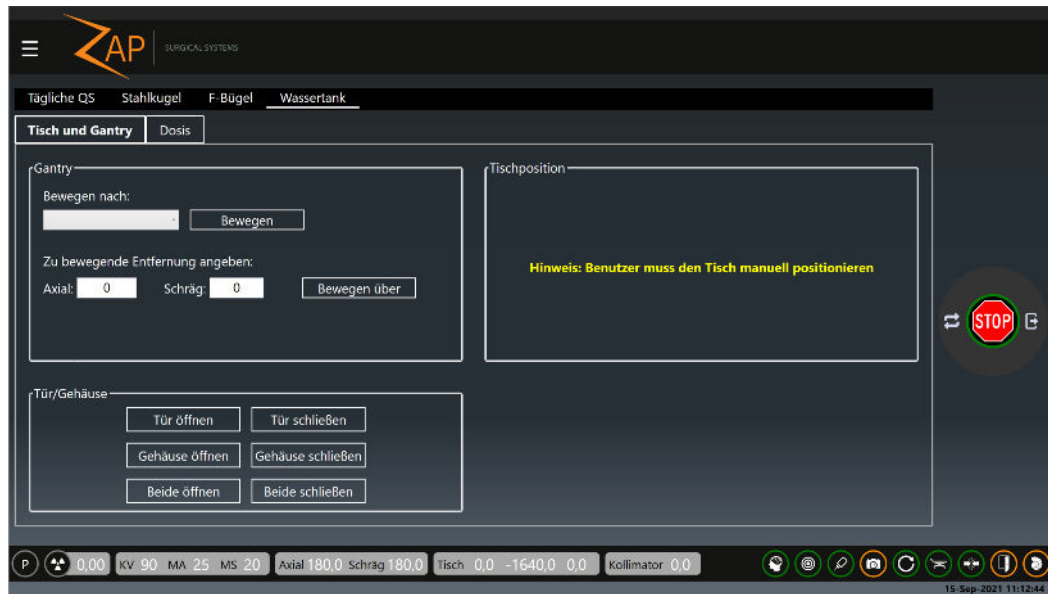 ZAP SURGICAL SYSTEMS
Tägliche QS Stahlkugel F-Bügel Wassertank
Tisch und Gantry Dosis
Gantry
Bewegen nach:
Bewegen
Zu bewegende Entfernung angeben:
Axial: 0 Schräg: 0 Bewegen über
Tischposition
Hinweis: Benutzer muss den Tisch manuell positionieren
STOP
Tür/Gehäuse
Tür öffnen Tür schließen
Gehäuse öffnen Gehäuse schließen
Beide öffnen Beide schließen
P 0,00 KV 90 MA 25 MS 20 Axial 180,0 Schräg 180,0 Tisch 0,0 -1640,0 0,0 Kollimator 0,0
15-Sep-2021 11:12:44